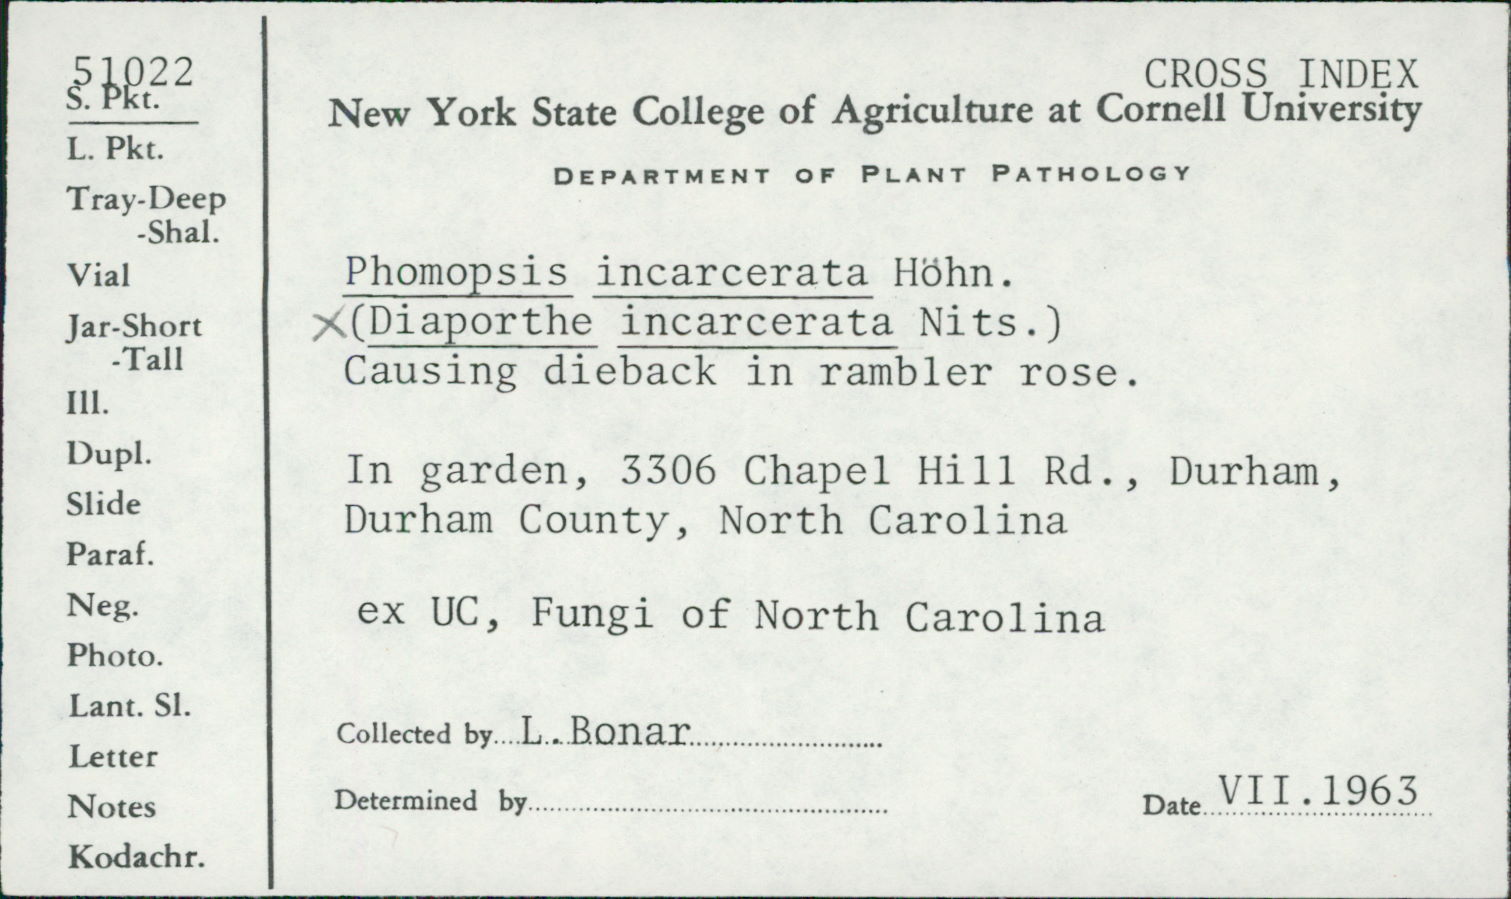 51022
S. Pkt.
L. Pkt.
Tray-Deep
-Shal.
Vial
Jar-Short
-Tall
Ill.
Dupl.
Slide
Paraf.
Neg.
Photo.
Lant. Sl.
Letter
Notes
Kodachr.
CROSS INDEX
New York State College of Agriculture at Cornell University
DEPARTMENT OF PLANT PATHOLOGY
Phomopsis incarcerata Höhn.
X(Diaporthe incarcerata Nits.)
Causing dieback in rambler rose.
In garden, 3306 Chapel Hill Rd., Durham,
Durham County, North Carolina
ex UC, Fungi of North Carolina
Collected by....L..Bonar
Determined by
Date VII.1963